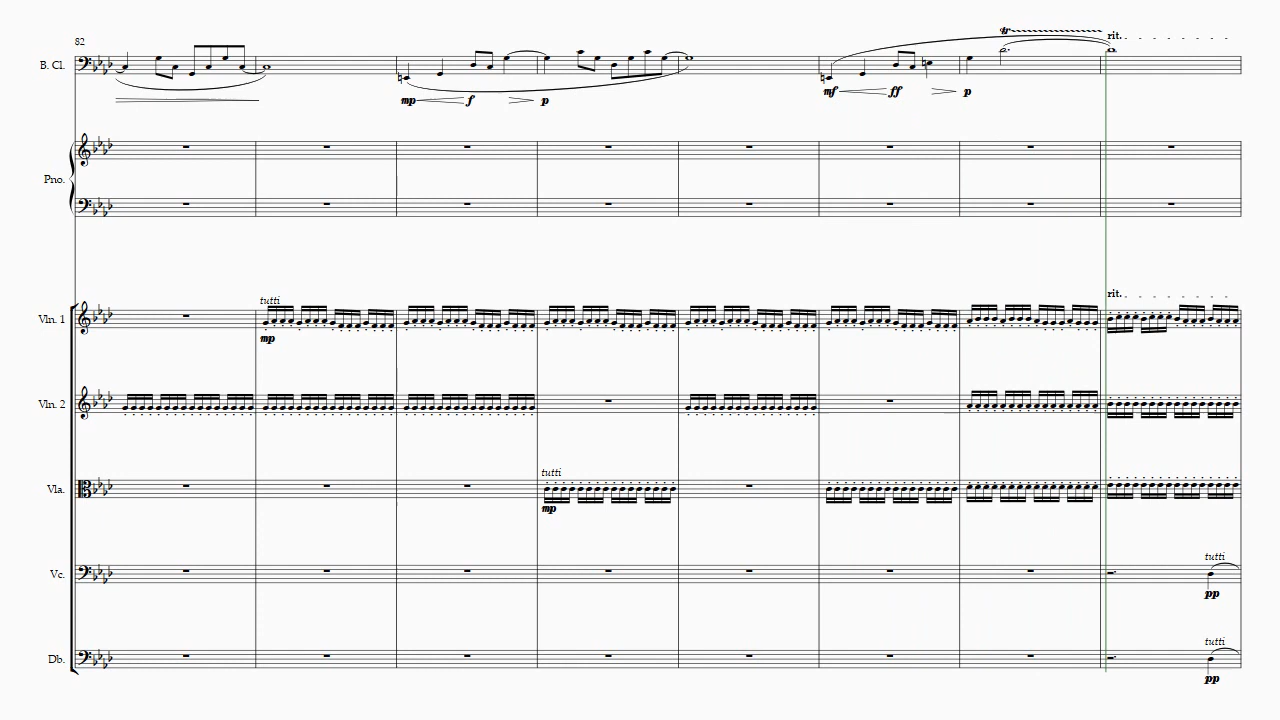 82
rit.
B. Cl.
mp f p mf ff p
tr
Pno.
rit.
tutti
Vln. 1
mp
Vln. 2
tutti
Vla.
mp
tutti
Vc.
pp
tutti
Db.
pp